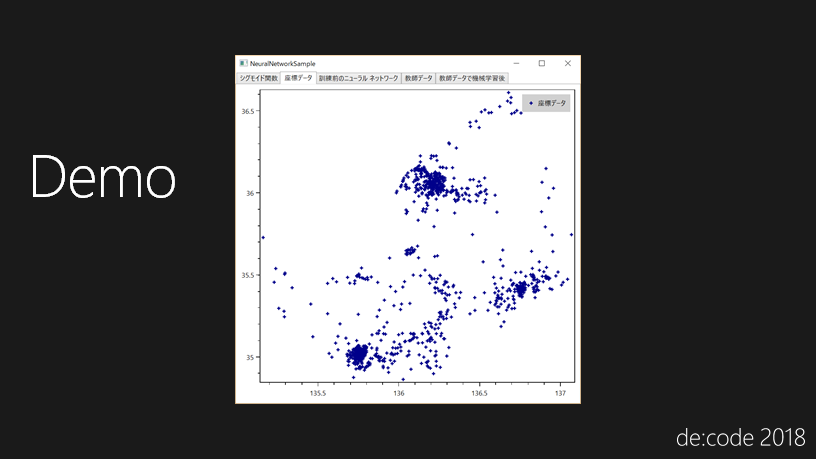 Demo
NeuralNetworkSample
シグモイド関数 座標データ 訓練前のニューラル ネットワーク 教師データ 教師データで機械学習後
座標データ
36.5
36
35.5
35
135.5 136 136.5 137
de:code 2018